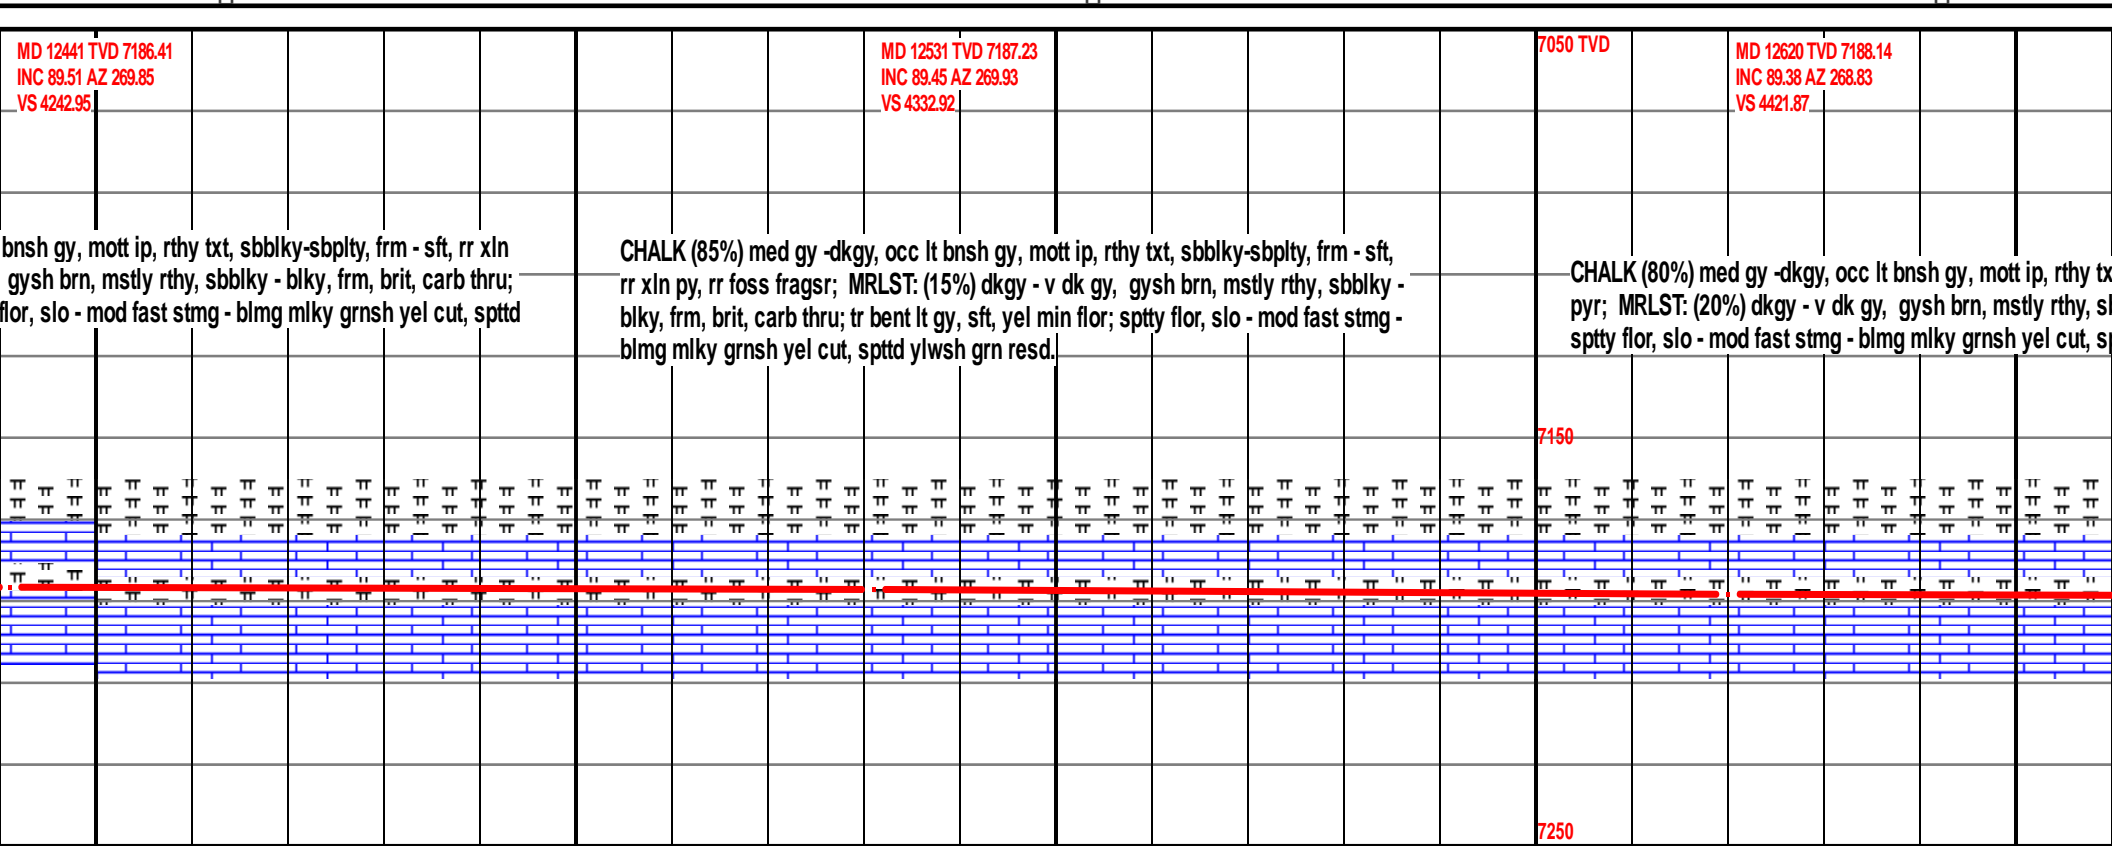 MD 12441 TVD 7186.41
INC 89.51 AZ 269.85
VS 4242.95
MD 12531 TVD 7187.23
INC 89.45 AZ 269.93
VS 4332.92
7050 TVD
MD 12620 TVD 7188.14
INC 89.38 AZ 268.83
VS 4421.87
bnsh gy, mott ip, rthy txt, sbblky-sbplty, frm - sft, rr xln
gysh brn, mstly rthy, sbblky - blky, frm, brit, carb thru;
flor, slo - mod fast stmg - blmg mlky grnsh yel cut, spttd
CHALK (85%) med gy -dkgy, occ lt bnsh gy, mott ip, rthy txt, sbblky-sbplty, frm - sft,
rr xln py, rr foss fragsr; MRLST: (15%) dkgy - v dk gy, gysh brn, mstly rthy, sbblky -
blky, frm, brit, carb thru; tr bent lt gy, sft, yel min flor; sptty flor, slo - mod fast stmg -
blmg mlky grnsh yel cut, spttd ylwsh grn resd.
CHALK (80%) med gy -dkgy, occ lt bnsh gy, mott ip, rthy
pyr; MRLST: (20%) dkgy - v dk gy, gysh brn, mstly rthy,
sptty flor, slo - mod fast stmg - blmg mlky grnsh yel cut,
7150
7250